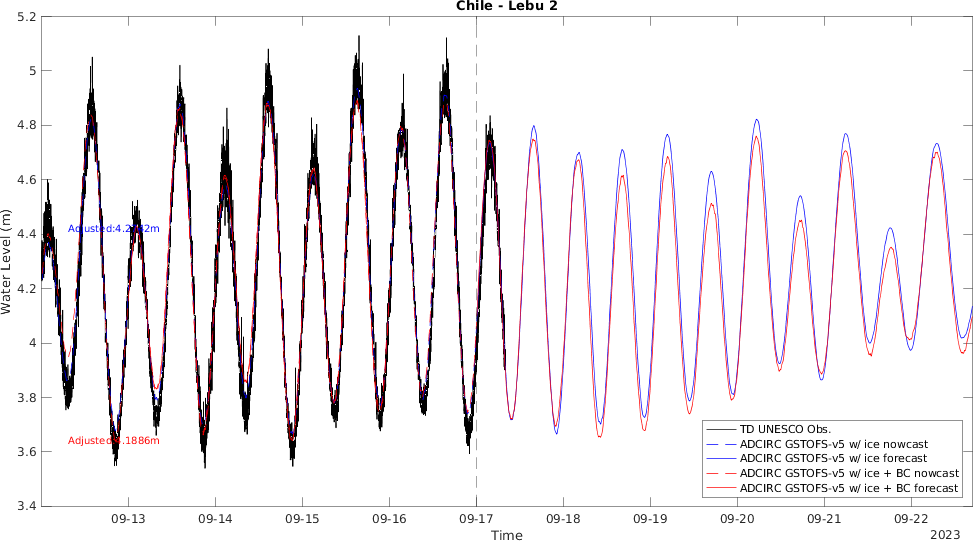 Chile - Lebu 2
5.2
5
4.8
4.6
4.4
4.2
4
3.8
3.6
3.4
Water Level (m)
Adjusted:
Adjusted:
TD UNESCO Obs.
ADCIRC GSTOFS-v5 w/ ice nowcast
ADCIRC GSTOFS-v5 w/ ice forecast
ADCIRC GSTOFS-v5 w/ ice + BC nowcast
ADCIRC GSTOFS-v5 w/ ice + BC forecast
09-13 09-14 09-15 09-16 09-17 09-18 09-19 09-20 09-21 09-22
Time
2023